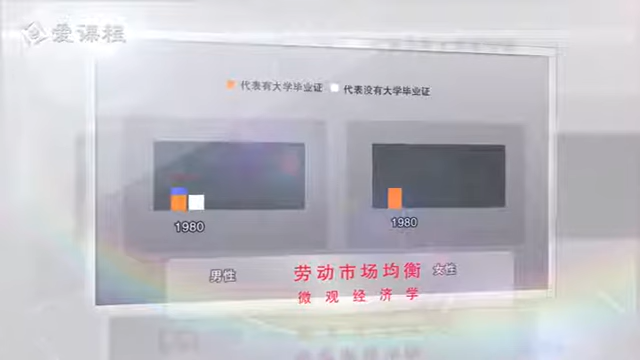 爱课程
代表有大学毕业证 代表没有大学毕业证
1980 1980
男性 劳动市场均衡 女性
微观经济学